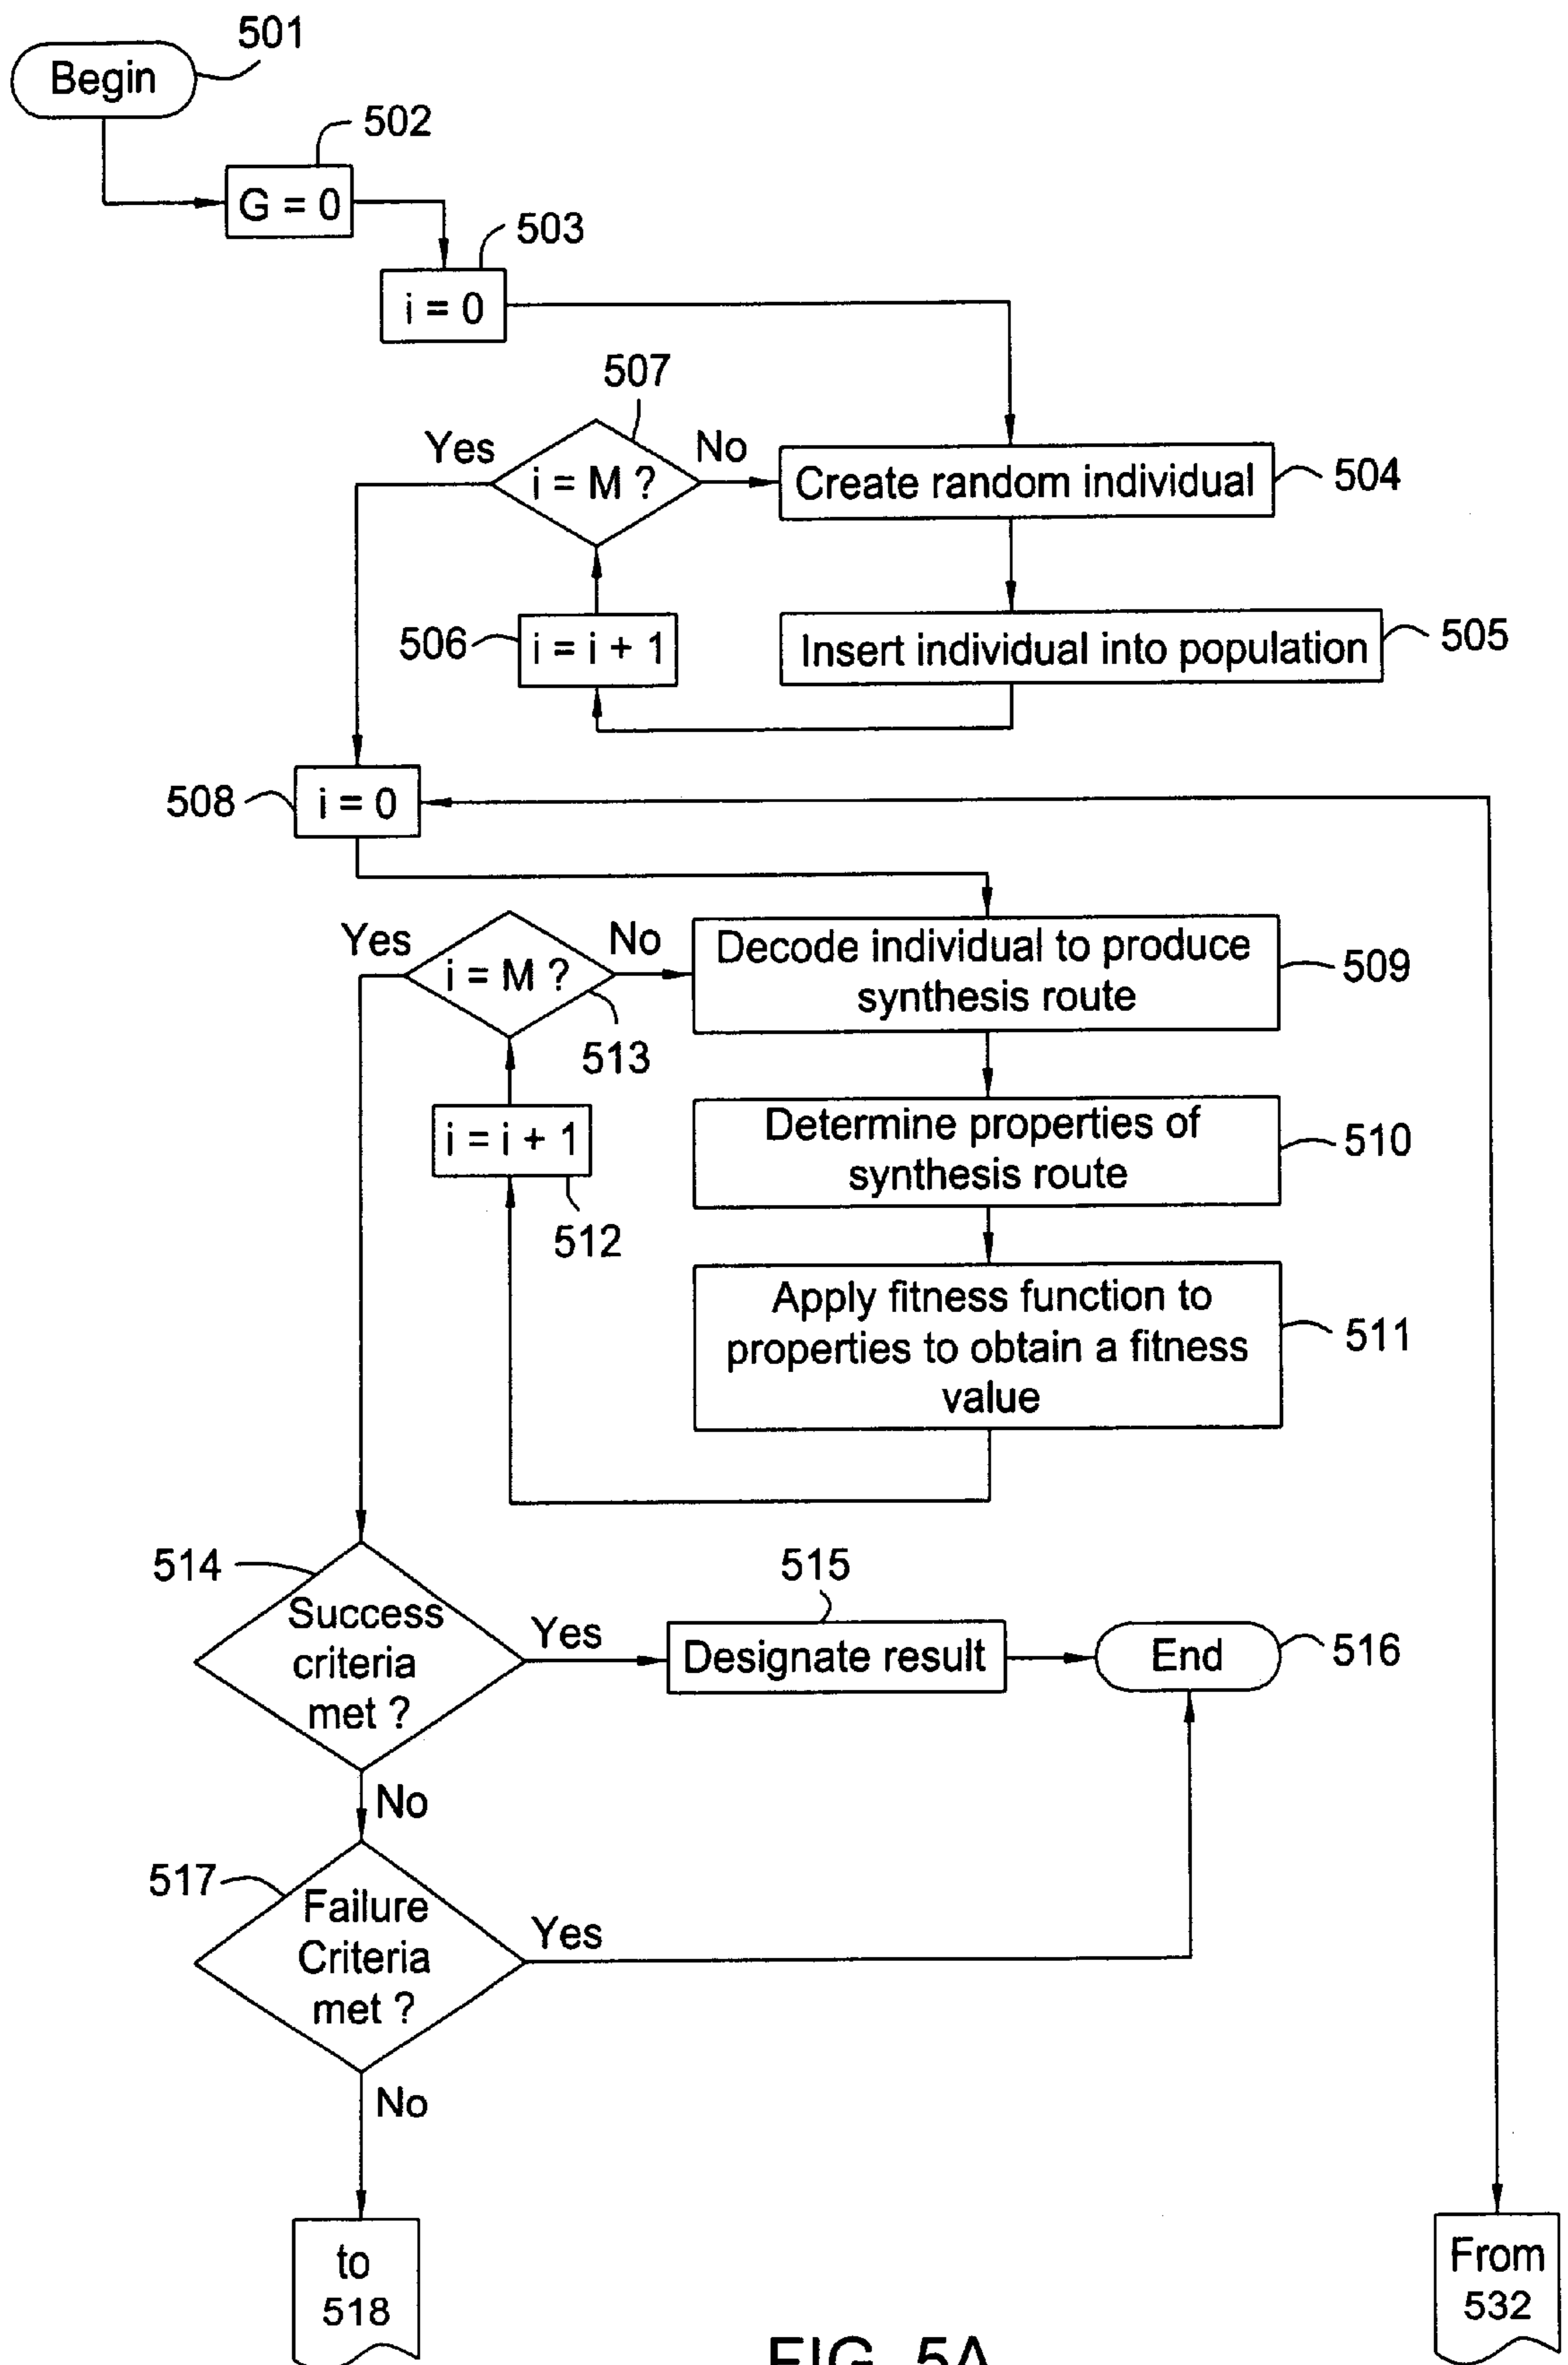 501
Begin
502
G = 0
503
i = 0
507
Yes
i = M ?
No
Create random individual
504
506
i = i + 1
Insert individual into population
505
508
i = 0
Yes
i = M ?
No
Decode individual to produce
synthesis route
509
513
i = i + 1
512
Determine properties of
synthesis route
510
Apply fitness function to
properties to obtain a fitness
value
511
514
Success
criteria
met ?
Yes
515
Designate result
End
516
No
517
Failure
Criteria
met ?
Yes
No
to
518
From
532
FIG. 5A